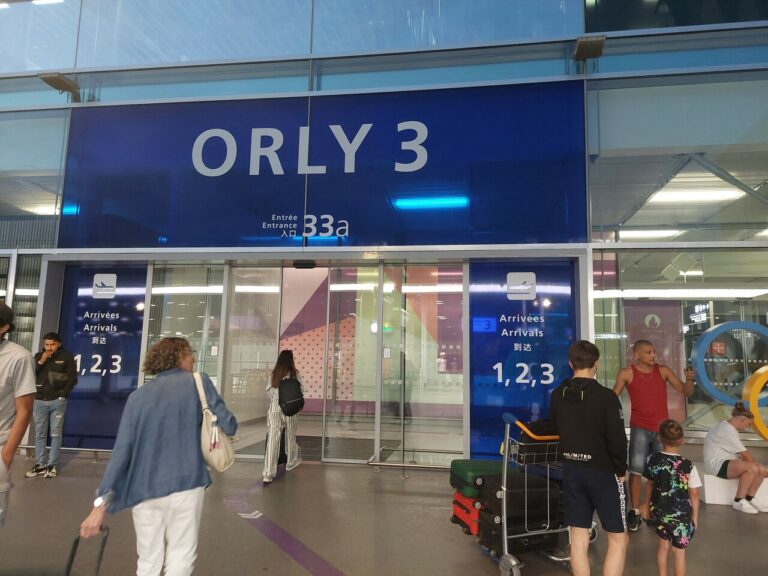 ORLY 3
Entrée
Entrance
入口
33a
Arrivées
Arrivals
到达
1, 2, 3
3
Arrivées
Arrivals
到达
1, 2, 3